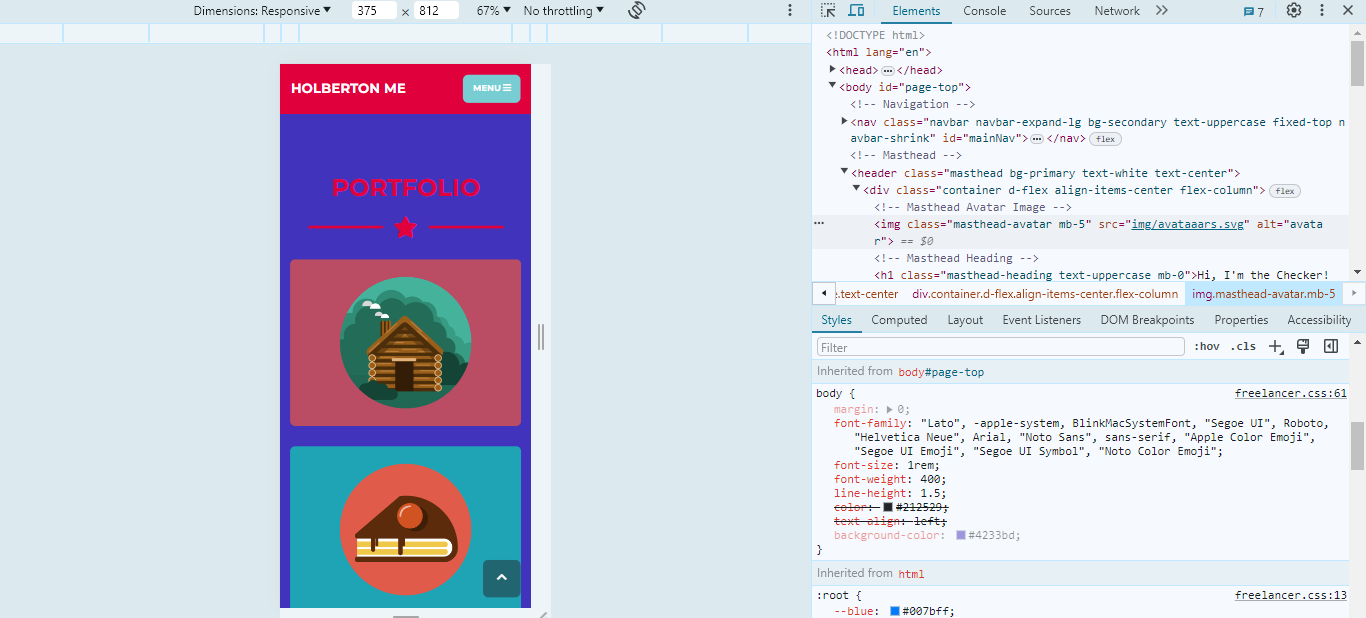 Dimensions: Responsive 375 × 812 67% No throttling
Elements Console Sources Network 7
HOLBERTON ME
MENU
PORTFOLIO
<!DOCTYPE html>
<html lang="en">
<head> ··· </head>
<body id="page-top">
<!-- Navigation -->
<nav class="navbar navbar-expand-lg bg-secondary text-uppercase fixed-top n
avbar-shrink" id="mainNav"> ··· </nav> flex
<!-- Masthead -->
<header class="masthead bg-primary text-white text-center">
<div class="container d-flex align-items-center flex-column"> flex
<!-- Masthead Avatar Image -->
<img class="masthead-avatar mb-5" src="img/avataaars.svg" alt="avata
r"> == $0
<!-- Masthead Heading -->
<h1 class="masthead-heading text-uppercase mb-0">Hi, I'm the Checker!
e.text-center div.container.d-flex.align-items-center.flex-column img.masthead-avatar.mb-5
Styles Computed Layout Event Listeners DOM Breakpoints Properties Accessibility
Filter :hov .cls
Inherited from body#page-top
body { freelancer.css:61
margin: 0;
font-family: "Lato", -apple-system, BlinkMacSystemFont, "Segoe UI", Roboto,
"Helvetica Neue", Arial, "Noto Sans", sans-serif, "Apple Color Emoji",
"Segoe UI Emoji", "Segoe UI Symbol", "Noto Color Emoji";
font-size: 1rem;
font-weight: 400;
line-height: 1.5;
color: #212529;
text-align: left;
background-color: #4233bd;
}
Inherited from html
:root { freelancer.css:13
--blue: #007bff;